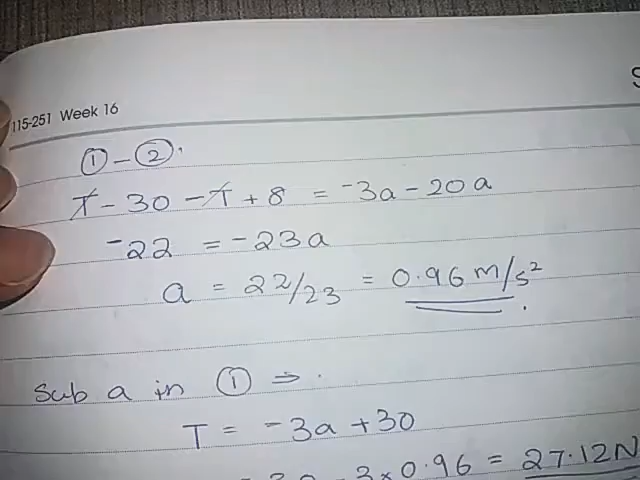 115-251 Week 16
S
① - ②.
T - 30 - T + 8 = -3a - 20a
-22 = -23a
a = 22/23 = 0.96 m/s²
Sub a in ① ⇒ .
T = -3a + 30
= 30 - 3 x 0.96 = 27.12N